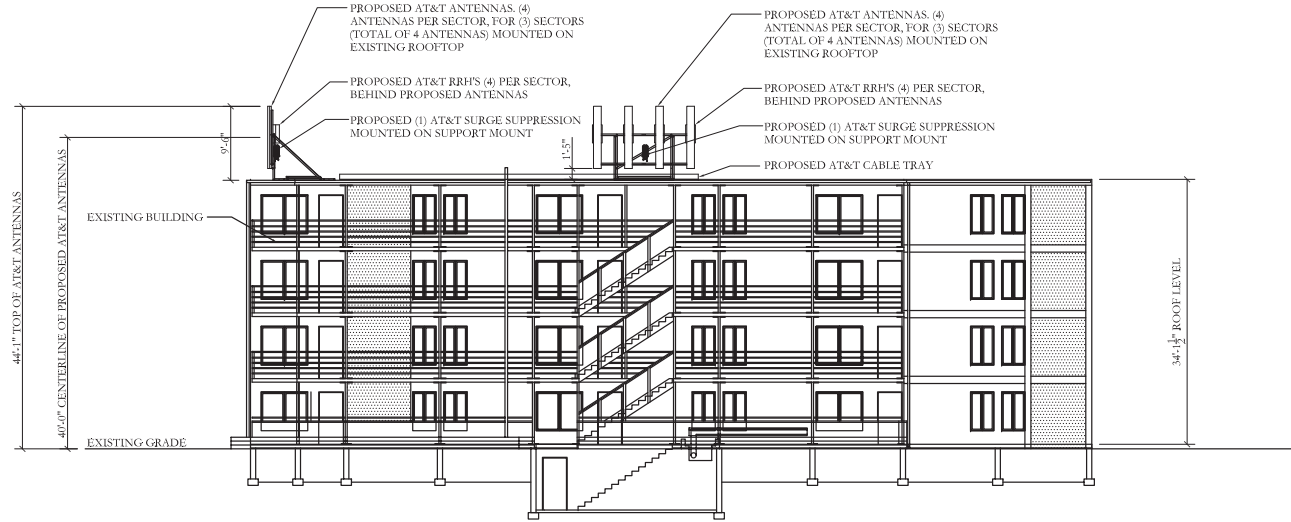 PROPOSED AT&T ANTENNAS. (4)
ANTENNAS PER SECTOR, FOR (3) SECTORS
(TOTAL OF 4 ANTENNAS) MOUNTED ON
EXISTING ROOFTOP
PROPOSED AT&T RRH'S (4) PER SECTOR,
BEHIND PROPOSED ANTENNAS
PROPOSED (1) AT&T SURGE SUPPRESSION
MOUNTED ON SUPPORT MOUNT
PROPOSED AT&T ANTENNAS. (4)
ANTENNAS PER SECTOR, FOR (3) SECTORS
(TOTAL OF 4 ANTENNAS) MOUNTED ON
EXISTING ROOFTOP
PROPOSED AT&T RRH'S (4) PER SECTOR,
BEHIND PROPOSED ANTENNAS
PROPOSED (1) AT&T SURGE SUPPRESSION
MOUNTED ON SUPPORT MOUNT
PROPOSED AT&T CABLE TRAY
9'-6"
1'-5"
44'-1" TOP OF AT&T ANTENNAS
40'-0" CENTERLINE OF PROPOSED AT&T ANTENNAS
EXISTING BUILDING
EXISTING GRADE
34'-1½" ROOF LEVEL